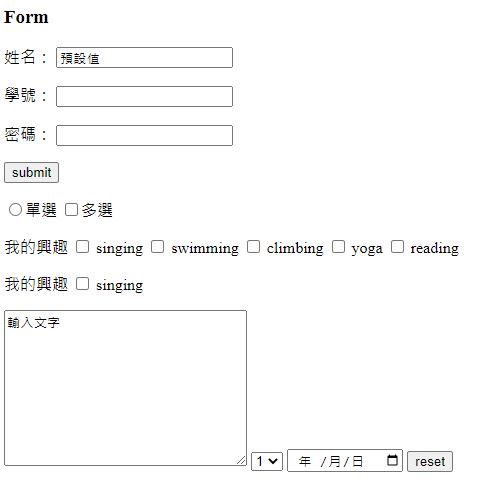 Form
姓名： 預設值
學號：
密碼：
submit
單選 多選
我的興趣 singing swimming climbing yoga reading
我的興趣 singing
輸入文字
1 年 /月/日 reset